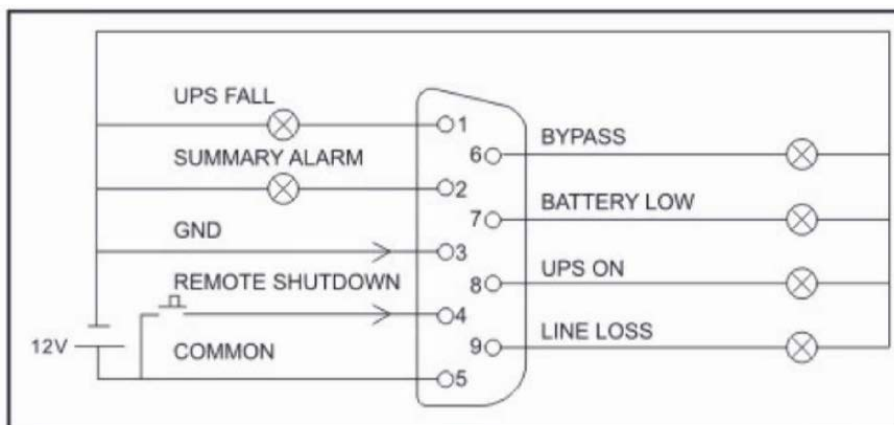 UPS FALL
1
SUMMARY ALARM
2
GND
3
REMOTE SHUTDOWN
4
12V
COMMON
5
6
BYPASS
7
BATTERY LOW
8
UPS ON
9
LINE LOSS